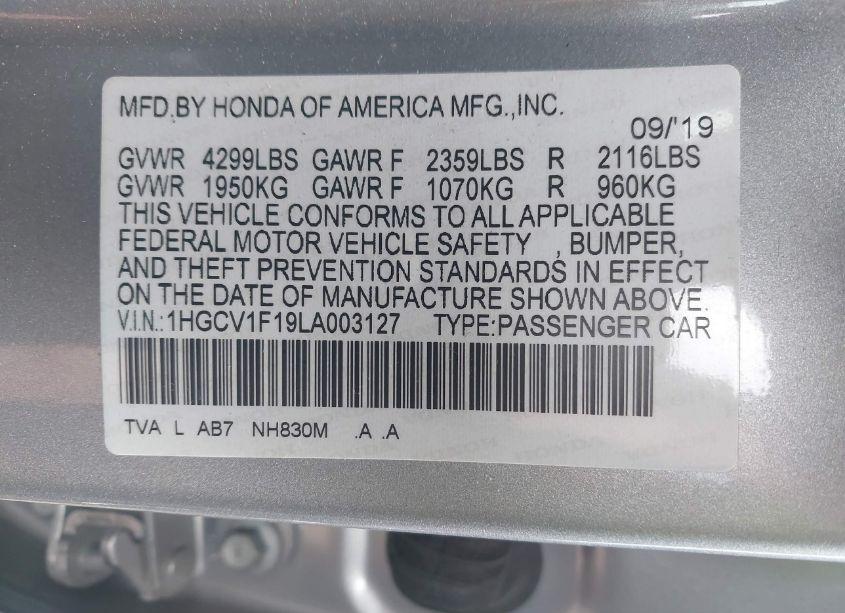 MFD.BY HONDA OF AMERICA MFG.,INC.
09/'19
GVWR 4299LBS GAWR F 2359LBS R 2116LBS
GVWR 1950KG GAWR F 1070KG R 960KG
THIS VEHICLE CONFORMS TO ALL APPLICABLE
FEDERAL MOTOR VEHICLE SAFETY , BUMPER,
AND THEFT PREVENTION STANDARDS IN EFFECT
ON THE DATE OF MANUFACTURE SHOWN ABOVE.
V.I.N.:1HGCV1F19LA003127 TYPE:PASSENGER CAR
TVA L AB7 NH830M .A .A